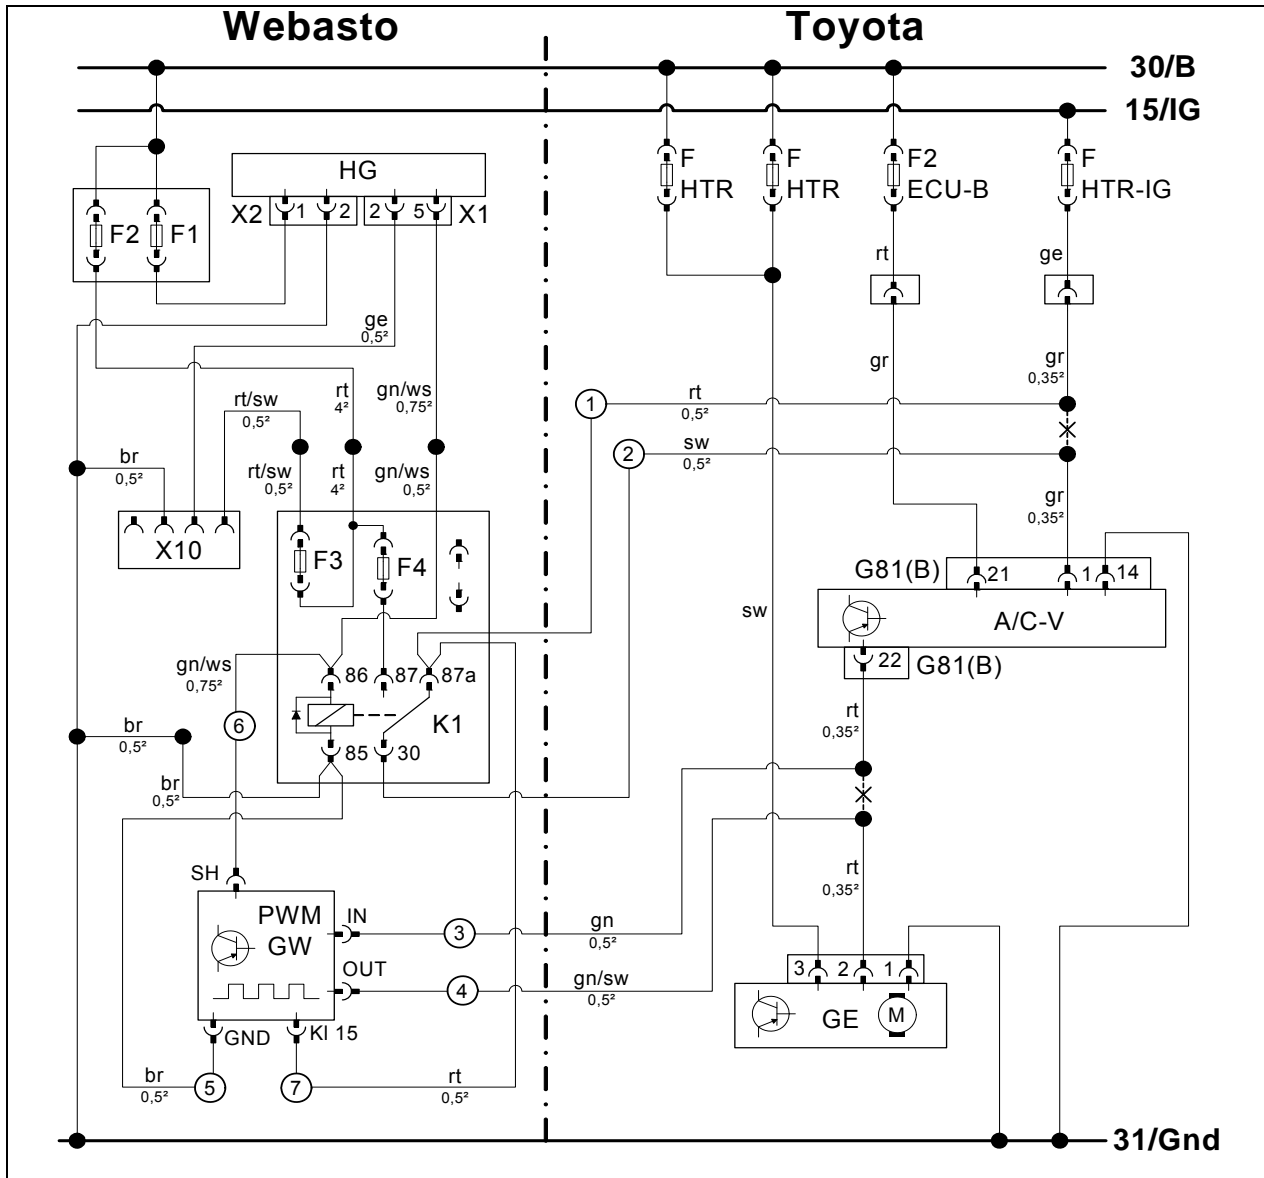 Webasto
Toyota
30/B
15/IG
HG
X2
1
2
2
5
X1
F2
F1
F
HTR
F
HTR
F2
ECU-B
F
HTR-IG
rt
ge
ge
0,5²
gr
gr
0,35²
rt/sw
0,5²
rt
4²
gn/ws
0,75²
1
rt
0,5²
2
sw
0,5²
br
0,5²
rt/sw
0,5²
rt
4²
gn/ws
0,5²
gr
0,35²
X10
F3
F4
G81(B)
21
1
14
A/C-V
sw
22
G81(B)
gn/ws
0,75²
86
87
87a
K1
85
30
6
br
0,5²
br
0,5²
rt
0,35²
rt
0,35²
SH
PWM
GW
IN
OUT
3
gn
0,5²
4
gn/sw
0,5²
3
2
1
GE
M
GND
KI 15
br
0,5²
5
7
rt
0,5²
31/Gnd